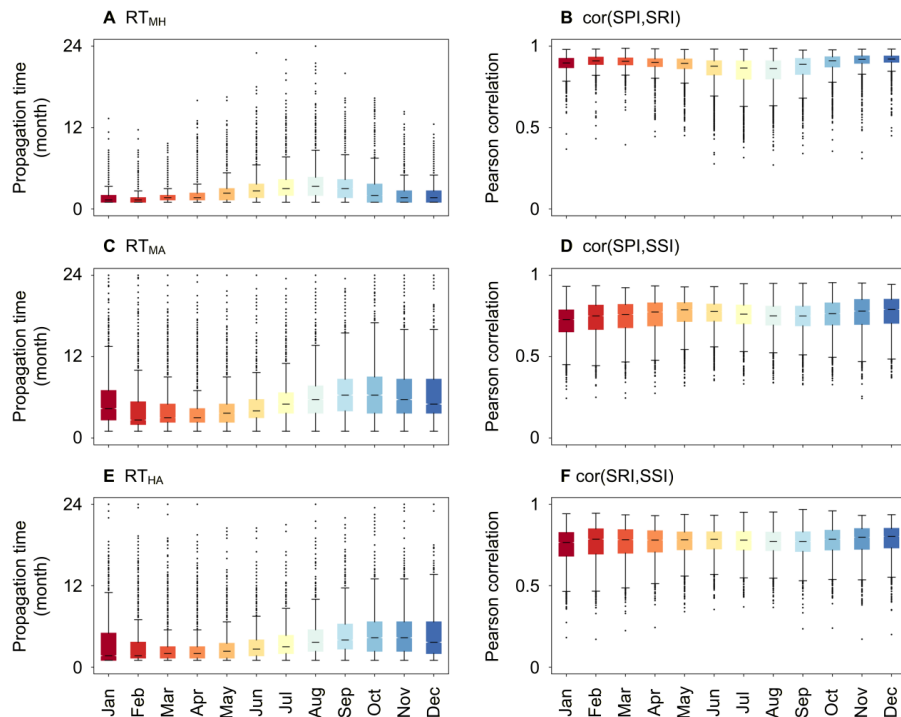 A RT_MH
B cor(SPI,SRI)
24
12
0
Propagation time
(month)
1
0.5
0
Pearson correlation
C RT_MA
D cor(SPI,SSI)
24
12
0
Propagation time
(month)
1
0.5
0
Pearson correlation
E RT_HA
F cor(SRI,SSI)
24
12
0
Propagation time
(month)
1
0.5
0
Pearson correlation
Jan Feb Mar Apr May Jun Jul Aug Sep Oct Nov Dec
Jan Feb Mar Apr May Jun Jul Aug Sep Oct Nov Dec